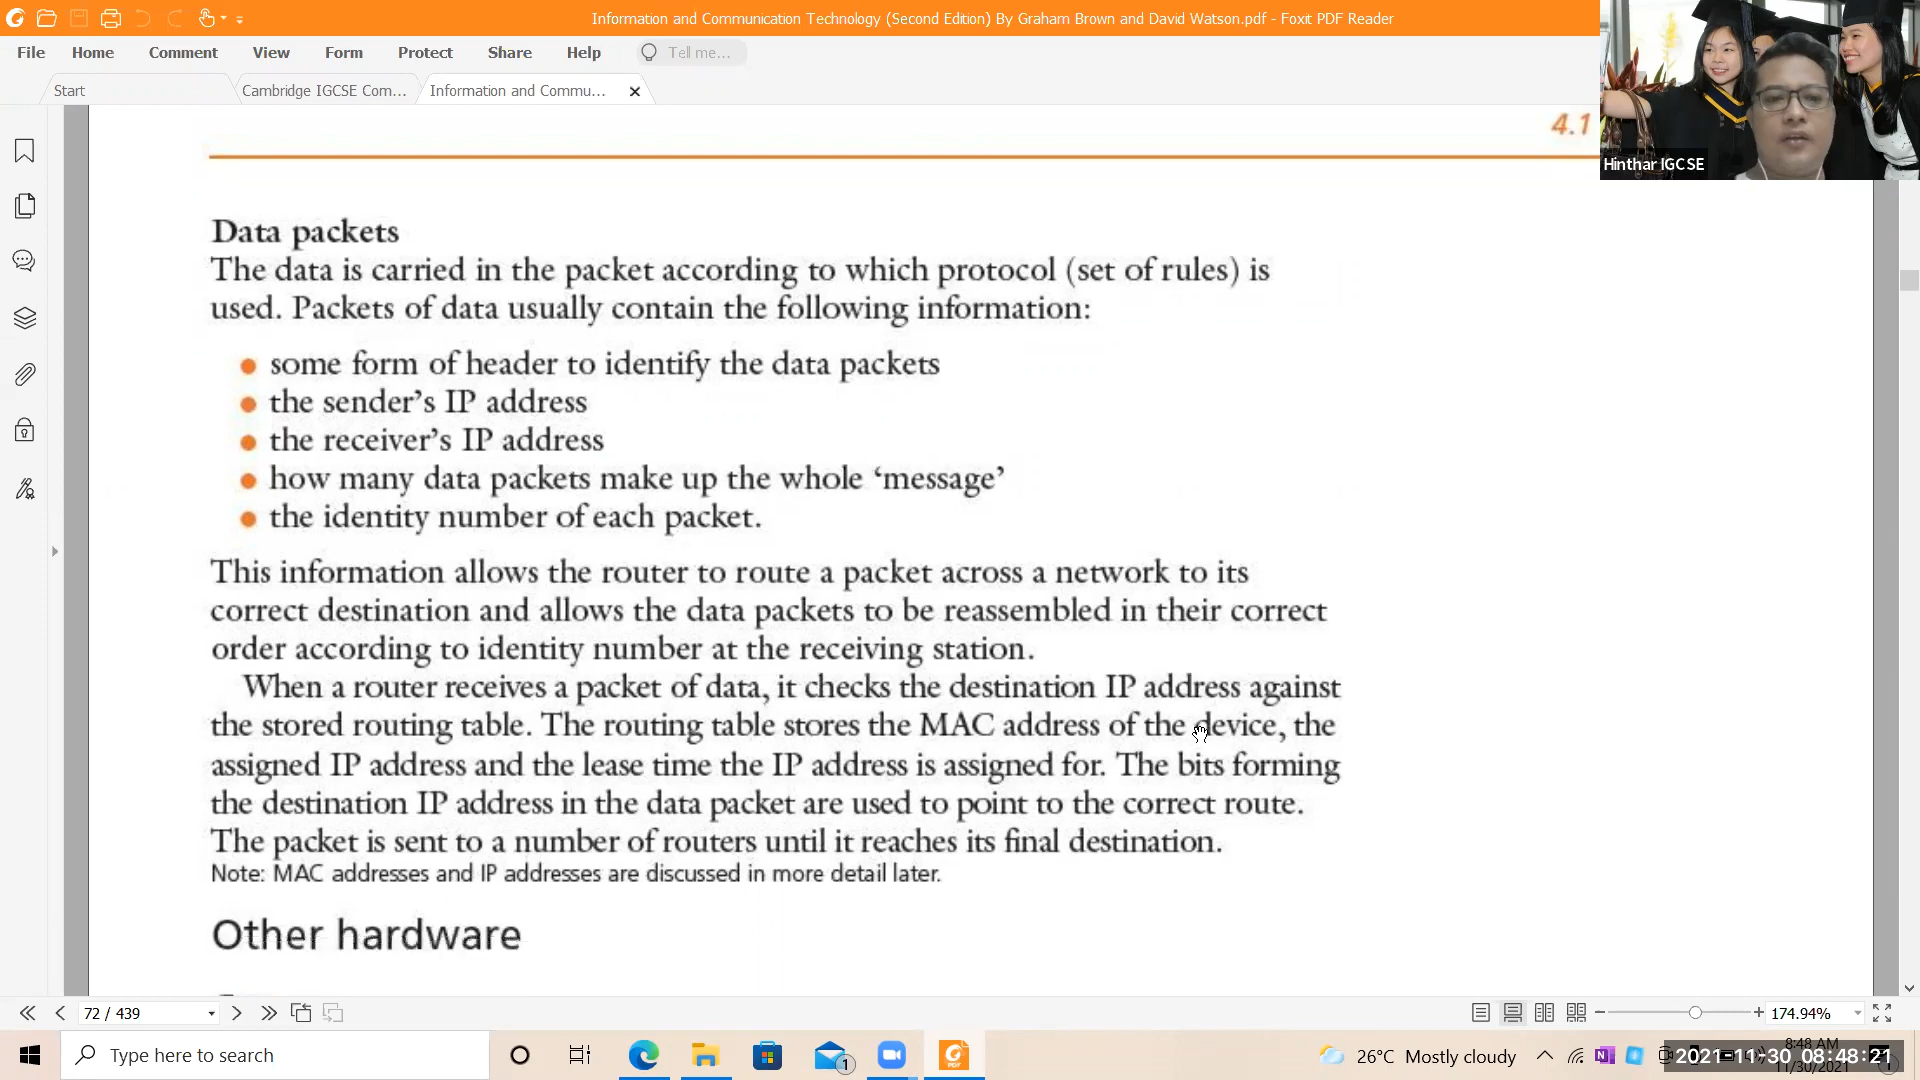 Information and Communication Technology (Second Edition) By Graham Brown and David Watson.pdf - Foxit PDF Reader
File Home Comment View Form Protect Share Help Tell me...
Start Cambridge IGCSE Com... Information and Commu...
4.1
Hinthar IGCSE
Data packets
The data is carried in the packet according to which protocol (set of rules) is
used. Packets of data usually contain the following information:
some form of header to identify the data packets
the sender’s IP address
the receiver’s IP address
how many data packets make up the whole ‘message’
the identity number of each packet.
This information allows the router to route a packet across a network to its
correct destination and allows the data packets to be reassembled in their correct
order according to identity number at the receiving station.
When a router receives a packet of data, it checks the destination IP address against
the stored routing table. The routing table stores the MAC address of the device, the
assigned IP address and the lease time the IP address is assigned for. The bits forming
the destination IP address in the data packet are used to point to the correct route.
The packet is sent to a number of routers until it reaches its final destination.
Note: MAC addresses and IP addresses are discussed in more detail later.
Other hardware
72 / 439 174.94%
Type here to search 1 26°C Mostly cloudy 8:48 AM
2021-11-30 08:48:21